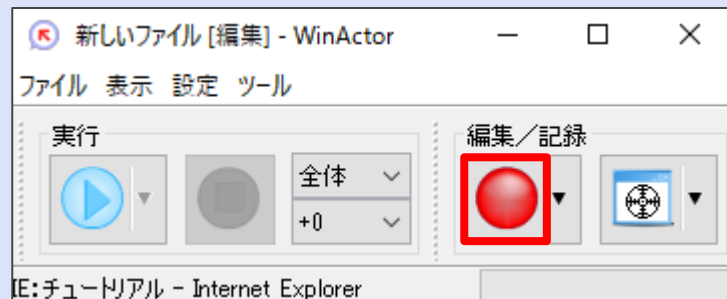 新しいファイル [編集] - WinActor
ファイル 表示 設定 ツール
実行
編集／記録
全体
+0
IE:チュートリアル - Internet Explorer